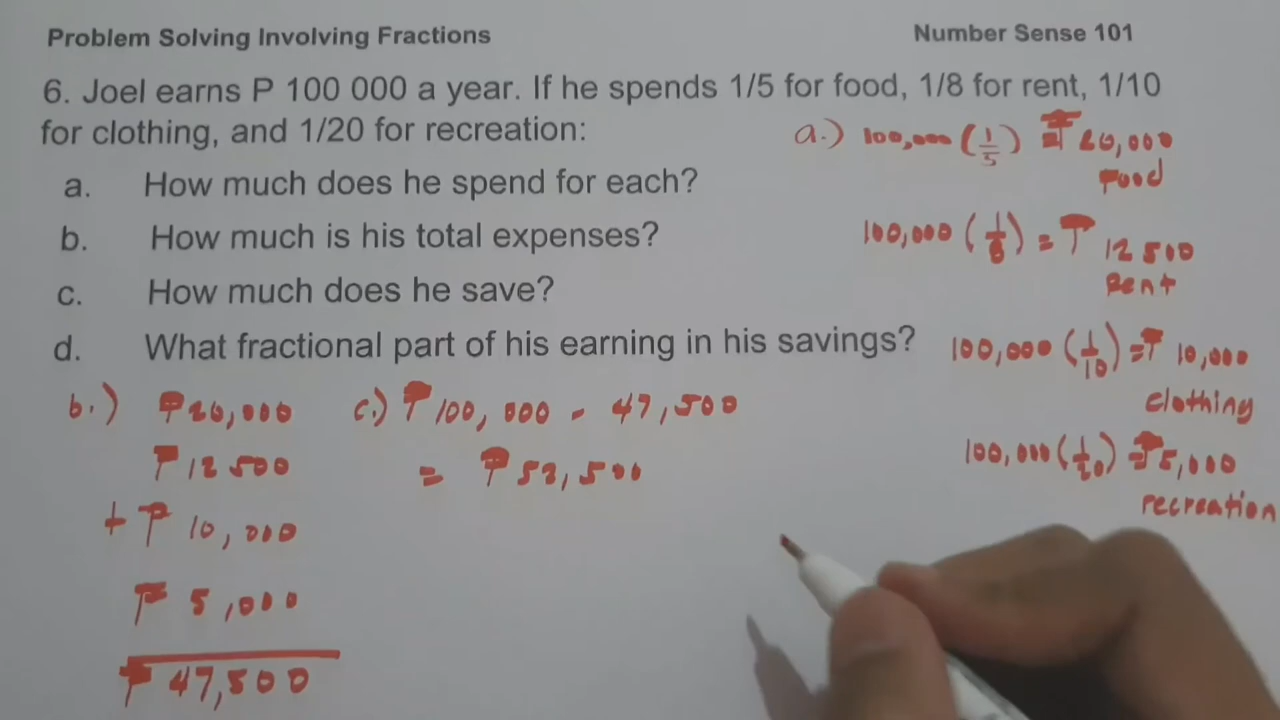 Problem Solving Involving Fractions
Number Sense 101
6. Joel earns P 100 000 a year. If he spends 1/5 for food, 1/8 for rent, 1/10
for clothing, and 1/20 for recreation:
a. How much does he spend for each?
b. How much is his total expenses?
c. How much does he save?
d. What fractional part of his earning in his savings?
a.) 100,000 (1/5) = ₱ 20,000
Food
100,000 (1/8) = ₱ 12 500
Rent
100,000 (1/10) = ₱ 10,000
clothing
100,000 (1/20) = ₱ 5,000
recreation
b.) ₱ 20,000
₱ 12 500
+ ₱ 10,000
₱ 5,000
₱ 47,500
c.) ₱ 100,000 - 47,500
= ₱ 52,500